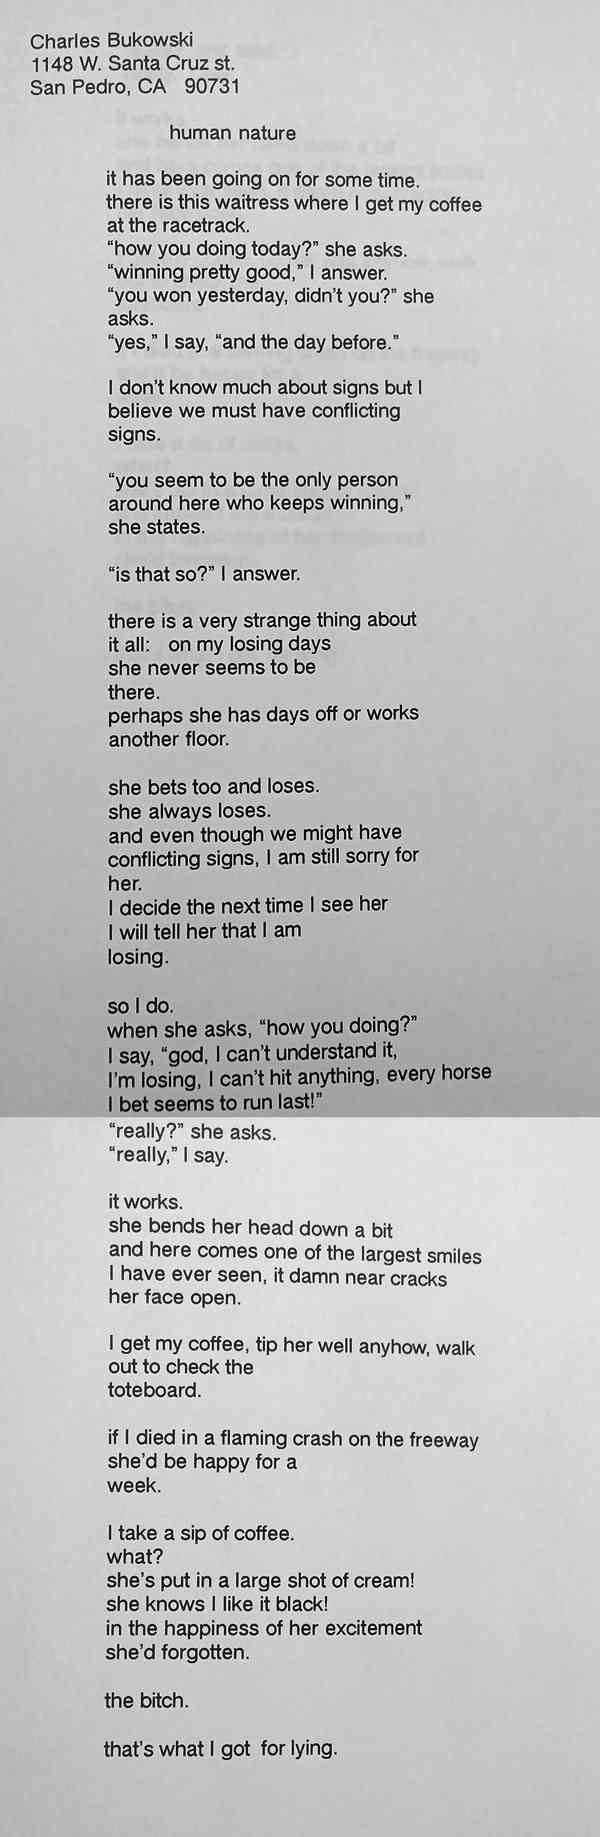 Charles Bukowski
1148 W. Santa Cruz st.
San Pedro, CA   90731
human nature
it has been going on for some time.
there is this waitress where I get my coffee
at the racetrack.
“how you doing today?” she asks.
“winning pretty good,” I answer.
“you won yesterday, didn’t you?” she
asks.
“yes,” I say, “and the day before.”
I don’t know much about signs but I
believe we must have conflicting
signs.
“you seem to be the only person
around here who keeps winning,”
she states.
“is that so?” I answer.
there is a very strange thing about
it all:   on my losing days
she never seems to be
there.
perhaps she has days off or works
another floor.
she bets too and loses.
she always loses.
and even though we might have
conflicting signs, I am still sorry for
her.
I decide the next time I see her
I will tell her that I am
losing.
so I do.
when she asks, “how you doing?”
I say, “god, I can’t understand it,
I’m losing, I can’t hit anything, every horse
I bet seems to run last!”
“really?” she asks.
“really,” I say.
it works.
she bends her head down a bit
and here comes one of the largest smiles
I have ever seen, it damn near cracks
her face open.
I get my coffee, tip her well anyhow, walk
out to check the
toteboard.
if I died in a flaming crash on the freeway
she’d be happy for a
week.
I take a sip of coffee.
what?
she’s put in a large shot of cream!
she knows I like it black!
in the happiness of her excitement
she’d forgotten.
the bitch.
that’s what I got  for lying.